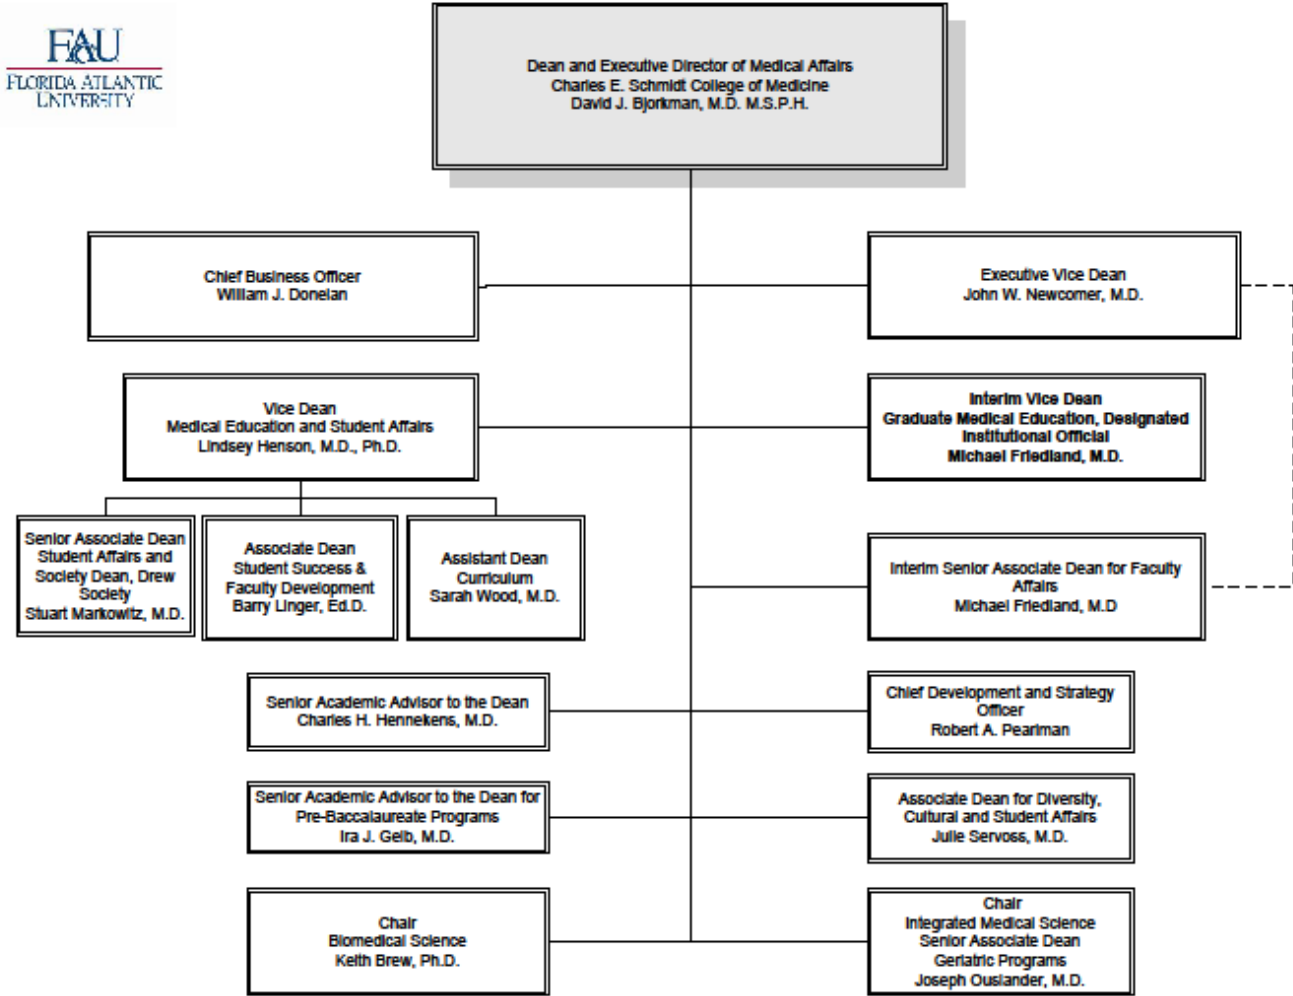 FAU
FLORIDA ATLANTIC
UNIVERSITY
Dean and Executive Director of Medical Affairs
Charles E. Schmidt College of Medicine
David J. Bjorkman, M.D. M.S.P.H.
Chief Business Officer
William J. Donelan
Executive Vice Dean
John W. Newcomer, M.D.
Vice Dean
Medical Education and Student Affairs
Lindsey Henson, M.D., Ph.D.
Interim Vice Dean
Graduate Medical Education, Designated
Institutional Official
Michael Friedland, M.D.
Senior Associate Dean
Student Affairs and
Society Dean, Drew
Society
Stuart Markowitz, M.D.
Associate Dean
Student Success &
Faculty Development
Barry Linger, Ed.D.
Assistant Dean
Curriculum
Sarah Wood, M.D.
Interim Senior Associate Dean for Faculty
Affairs
Michael Friedland, M.D
Senior Academic Advisor to the Dean
Charles H. Hennekens, M.D.
Chief Development and Strategy
Officer
Robert A. Pearlman
Senior Academic Advisor to the Dean for
Pre-Baccalaureate Programs
Ira J. Gelb, M.D.
Associate Dean for Diversity,
Cultural and Student Affairs
Julie Servoss, M.D.
Chair
Biomedical Science
Keith Brew, Ph.D.
Chair
Integrated Medical Science
Senior Associate Dean
Geriatric Programs
Joseph Ouslander, M.D.